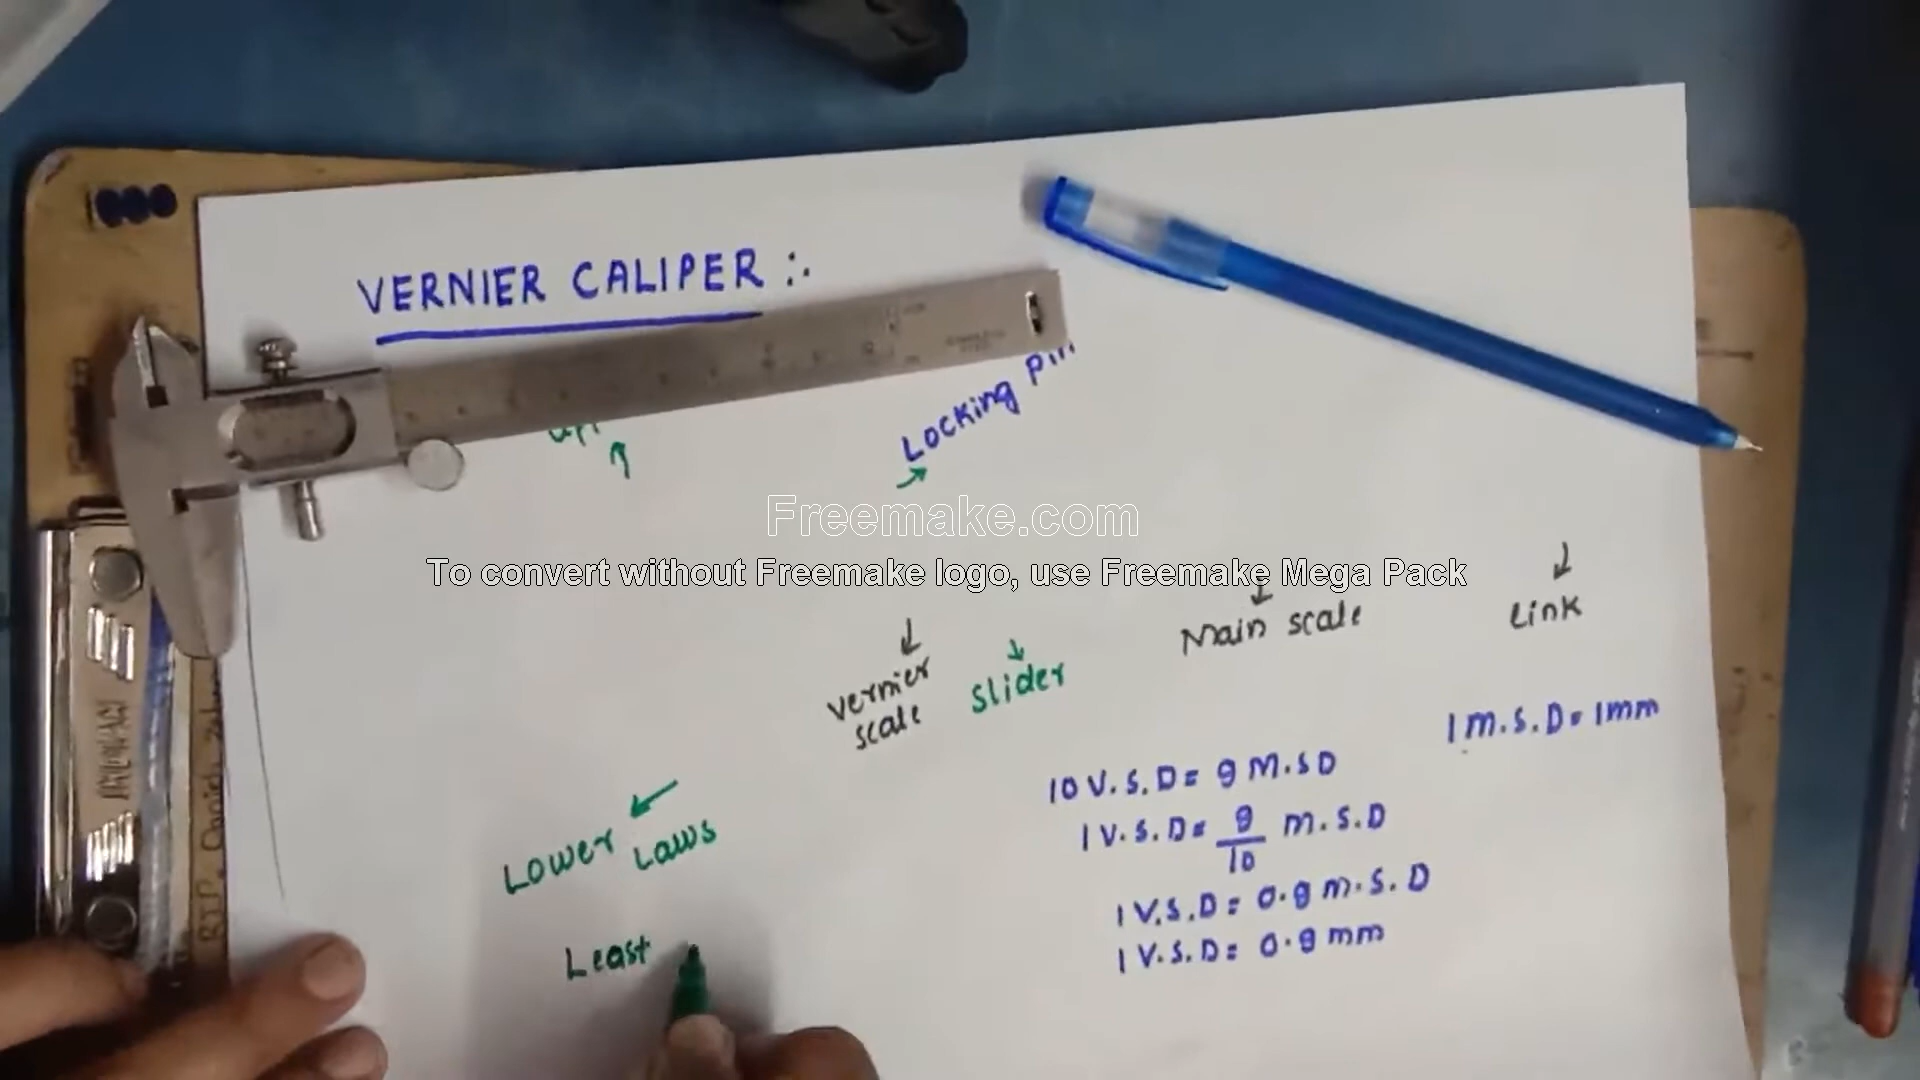 VERNIER CALIPER :.
Locking
Freemake.com
To convert without Freemake logo, use Freemake Mega Pack
Main scale
Link
vernier
scale
Slider
1 M.S.D = 1mm
10 V.S.D = 9 M.SD
1 V.S.D = 9/10 M.S.D
Lower Laws
1 V.S.D = 0.9 M.S.D
1 V.S.D = 0.9 mm
Least